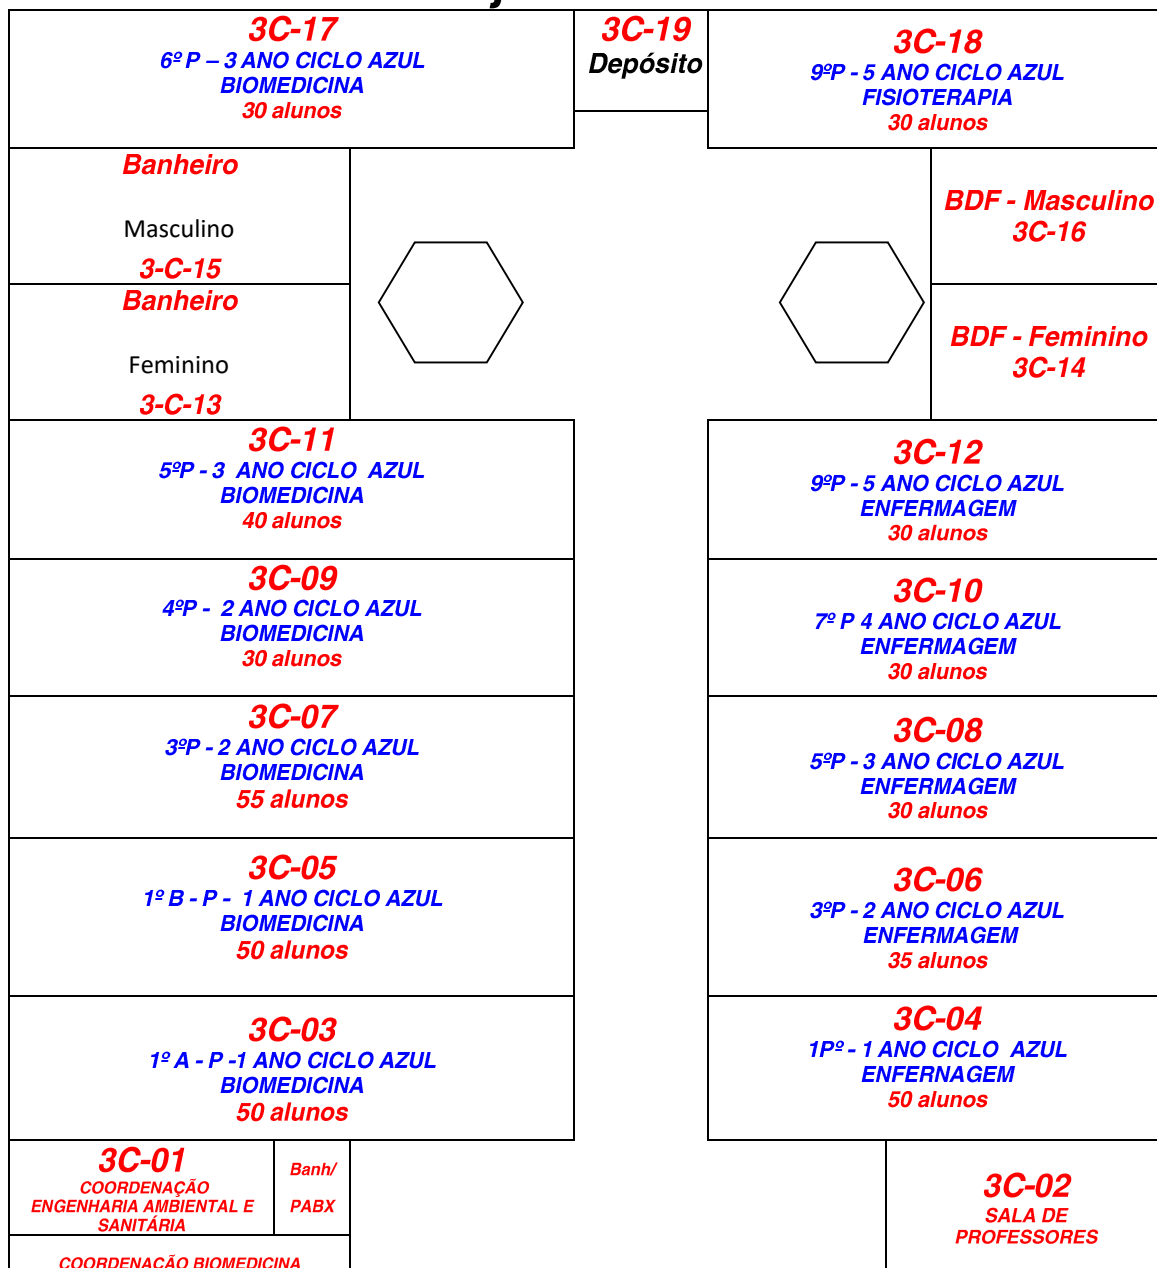 3C-17
6º P – 3 ANO CICLO AZUL
BIOMEDICINA
30 alunos
3C-19
Depósito
3C-18
9ºP - 5 ANO CICLO AZUL
FISIOTERAPIA
30 alunos
Banheiro
Masculino
3-C-15
BDF - Masculino
3C-16
Banheiro
Feminino
3-C-13
BDF - Feminino
3C-14
3C-11
5ºP - 3 ANO CICLO AZUL
BIOMEDICINA
40 alunos
3C-12
9ºP - 5 ANO CICLO AZUL
ENFERMAGEM
30 alunos
3C-09
4ºP - 2 ANO CICLO AZUL
BIOMEDICINA
30 alunos
3C-10
7º P 4 ANO CICLO AZUL
ENFERMAGEM
30 alunos
3C-07
3ºP - 2 ANO CICLO AZUL
BIOMEDICINA
55 alunos
3C-08
5ºP - 3 ANO CICLO AZUL
ENFERMAGEM
30 alunos
3C-05
1º B - P - 1 ANO CICLO AZUL
BIOMEDICINA
50 alunos
3C-06
3ºP - 2 ANO CICLO AZUL
ENFERMAGEM
35 alunos
3C-03
1º A - P -1 ANO CICLO AZUL
BIOMEDICINA
50 alunos
3C-04
1Pº - 1 ANO CICLO AZUL
ENFERNAGEM
50 alunos
3C-01
COORDENAÇÃO
ENGENHARIA AMBIENTAL E
SANITÁRIA
Banh/
PABX
3C-02
SALA DE
PROFESSORES
COORDENAÇÃO BIOMEDICINA